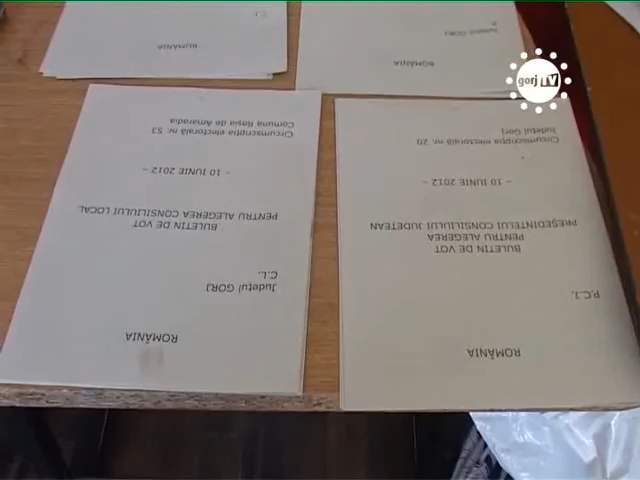 gorj TV
ROMÂNIA
Județul GORJ
C.L.
BULETIN DE VOT
PENTRU ALEGEREA CONSILIULUI LOCAL
- 10 IUNIE 2012 -
Circumscripția electorală nr. 53
Comuna Roșia de Amaradia
ROMÂNIA
P.C.J.
BULETIN DE VOT
PENTRU ALEGEREA
PREȘEDINTELUI CONSILIULUI JUDEȚEAN
- 10 IUNIE 2012 -
Circumscripția electorală nr. 20
Județul Gorj
ROMÂNIA
C.L.
ROMÂNIA
Județul GORJ